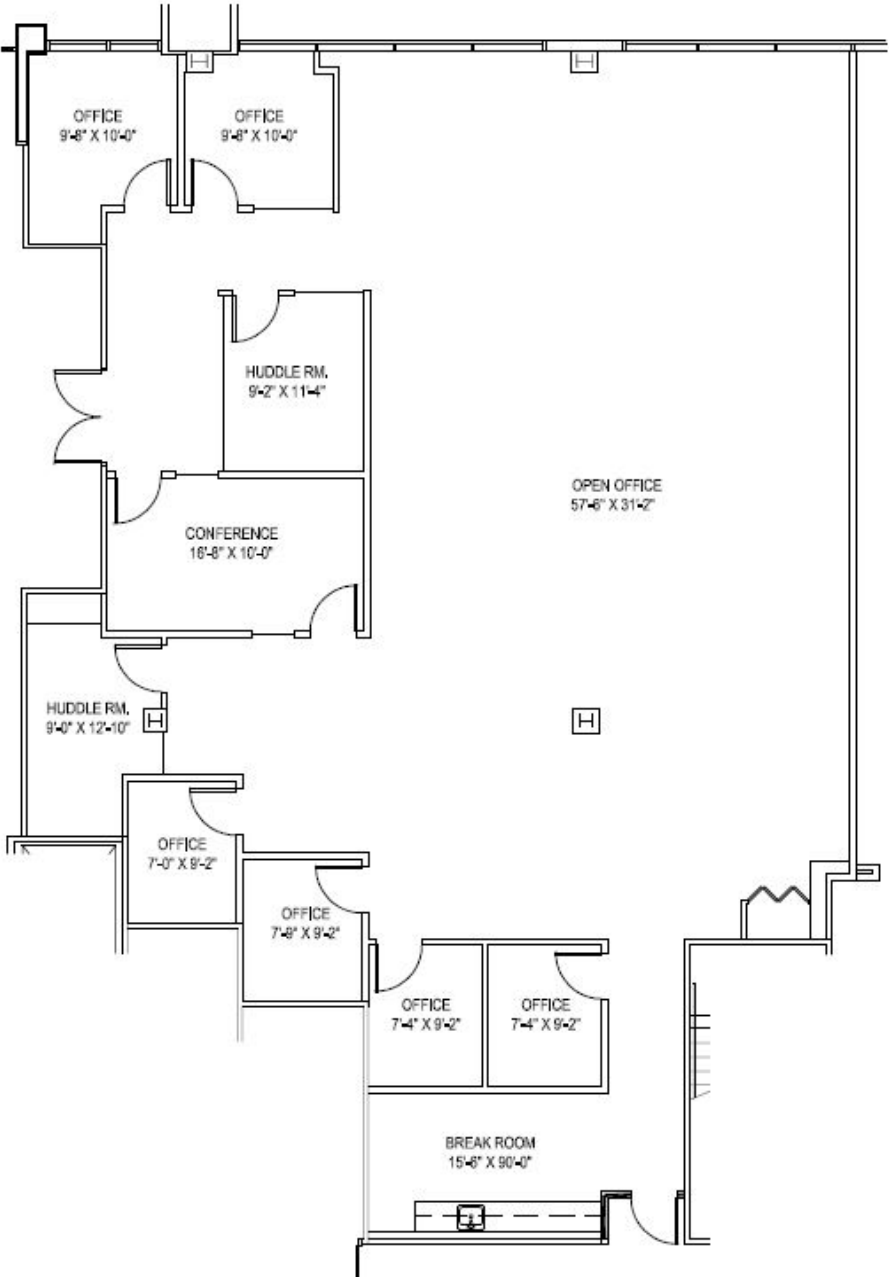 OFFICE
9'-8" X 10'-0"
OFFICE
9'-8" X 10'-0"
HUDDLE RM.
9'-2" X 11'-4"
OPEN OFFICE
57'-6" X 31'-2"
CONFERENCE
16'-8" X 10'-0"
HUDDLE RM.
9'-0" X 12'-10"
OFFICE
7'-0" X 9'-2"
OFFICE
7'-9" X 9'-2"
OFFICE
7'-4" X 9'-2"
OFFICE
7'-4" X 9'-2"
BREAK ROOM
15'-6" X 90'-0"